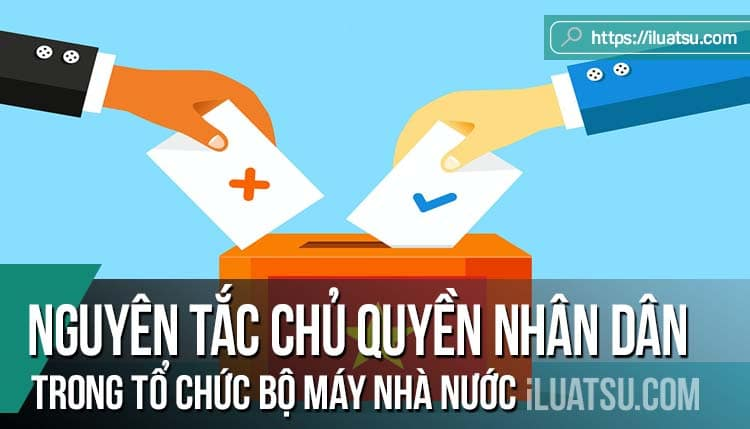 https://iluatsu.com
NGUYÊN TẮC CHỦ QUYỀN NHÂN DÂN
TRONG TỔ CHỨC BỘ MÁY NHÀ NƯỚC iLUATSU.COM